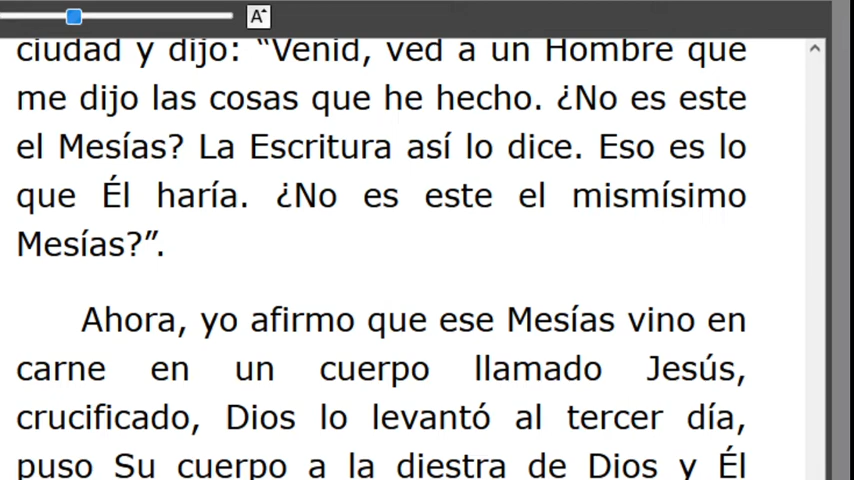 A
ciudad y dijo: “Venid, ved a un Hombre que
me dijo las cosas que he hecho. ¿No es este
el Mesías? La Escritura así lo dice. Eso es lo
que Él haría. ¿No es este el mismísimo
Mesías?”.
Ahora, yo afirmo que ese Mesías vino en
carne en un cuerpo llamado Jesús,
crucificado, Dios lo levantó al tercer día,
puso Su cuerpo a la diestra de Dios y Él